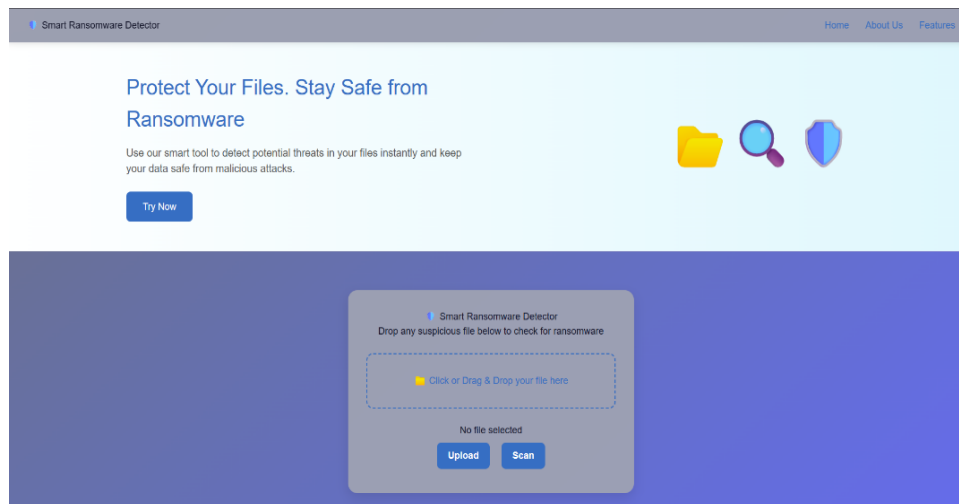 Smart Ransomware Detector
Home About Us Features
Protect Your Files. Stay Safe from
Ransomware
Use our smart tool to detect potential threats in your files instantly and keep
your data safe from malicious attacks.
Try Now
Smart Ransomware Detector
Drop any suspicious file below to check for ransomware
Click or Drag & Drop your file here
No file selected
Upload Scan